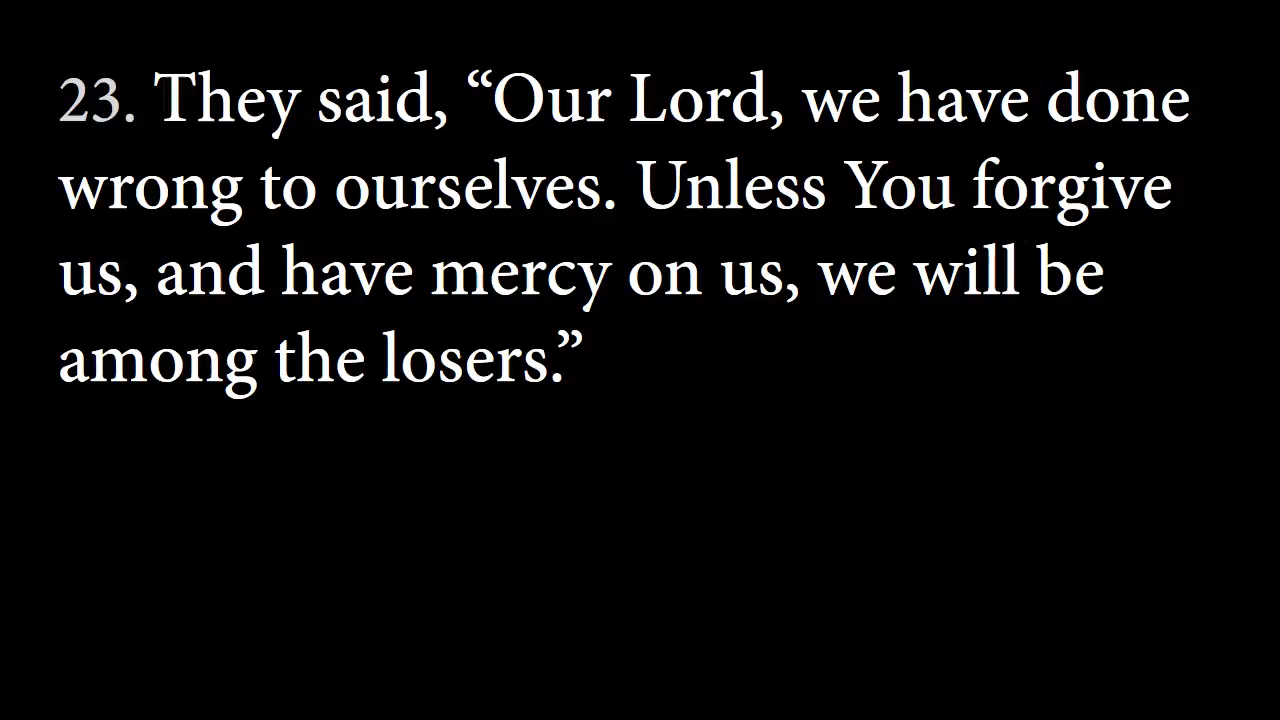 23. They said, “Our Lord, we have done
wrong to ourselves. Unless You forgive
us, and have mercy on us, we will be
among the losers.”